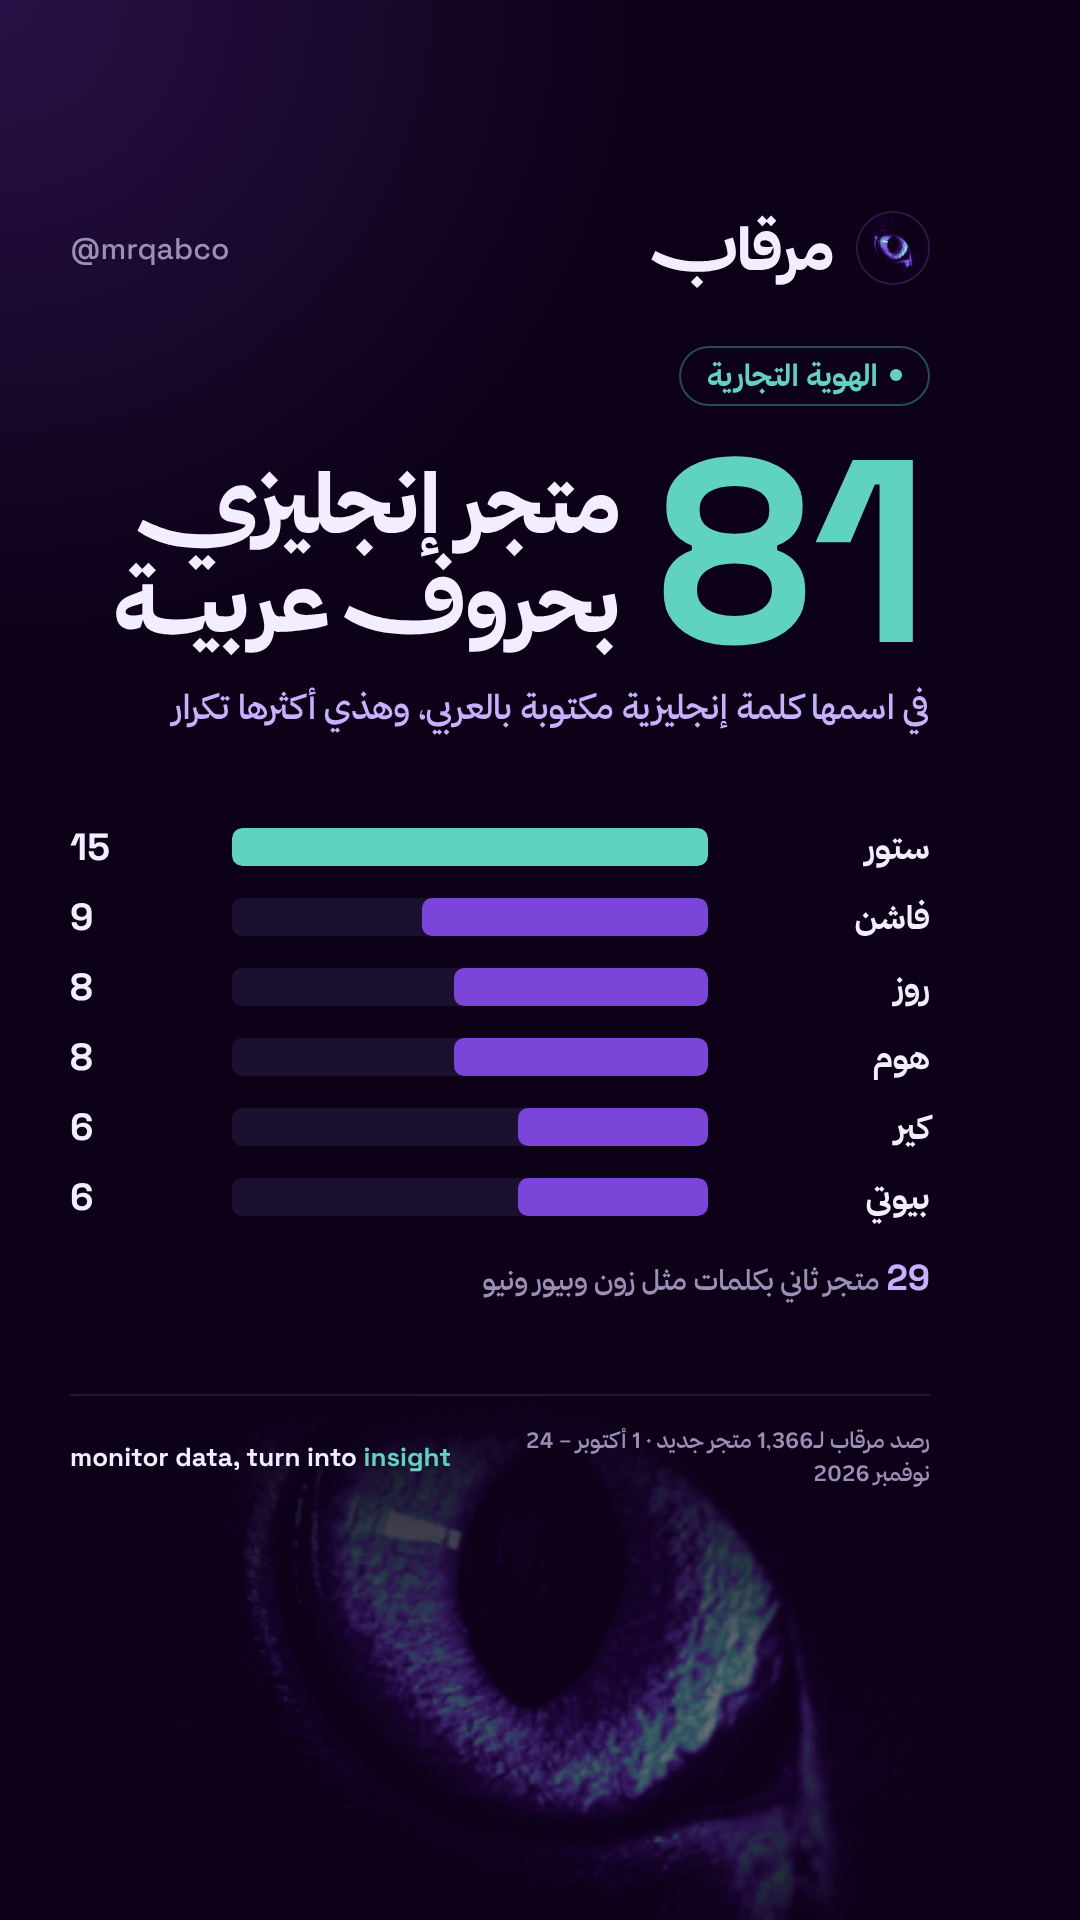 مرقاب
@mrqabco
الهوية التجارية
81
متجر إنجليزي
بحروف عربية
في اسمها كلمة إنجليزية مكتوبة بالعربي، وهذي أكثرها تكرار
ستور 15
فاشن 9
روز 8
هوم 8
كير 6
بيوتي 6
29 متجر ثاني بكلمات مثل زون وبيور ونيو
رصد مرقاب لـ1,366 متجر جديد · 1 أكتوبر – 24
نوفمبر 2026
monitor data, turn into insight